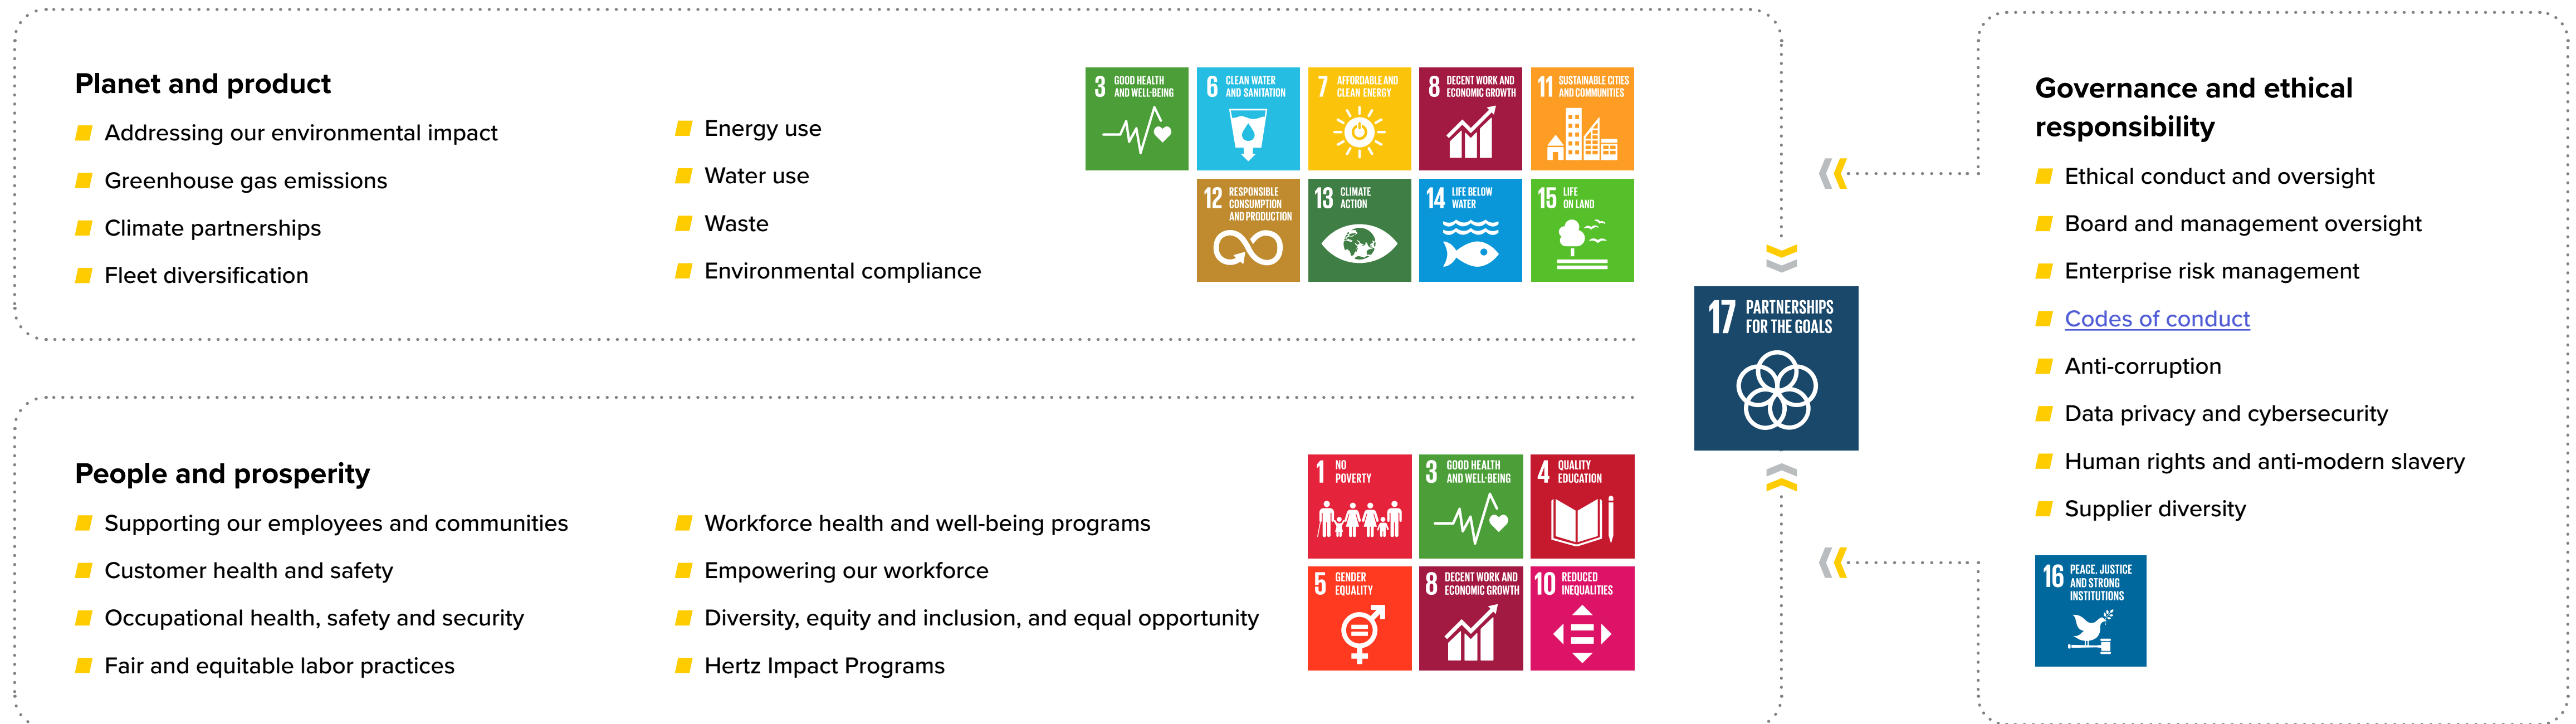 Planet and product
Addressing our environmental impact
Greenhouse gas emissions
Climate partnerships
Fleet diversification
Energy use
Water use
Waste
Environmental compliance
3 GOOD HEALTH
AND WELL-BEING
6 CLEAN WATER
AND SANITATION
7 AFFORDABLE AND
CLEAN ENERGY
8 DECENT WORK AND
ECONOMIC GROWTH
11 SUSTAINABLE CITIES
AND COMMUNITIES
12 RESPONSIBLE
CONSUMPTION
AND PRODUCTION
13 CLIMATE
ACTION
14 LIFE BELOW
WATER
15 LIFE
ON LAND
People and prosperity
Supporting our employees and communities
Customer health and safety
Occupational health, safety and security
Fair and equitable labor practices
Workforce health and well-being programs
Empowering our workforce
Diversity, equity and inclusion, and equal opportunity
Hertz Impact Programs
1 NO
POVERTY
3 GOOD HEALTH
AND WELL-BEING
4 QUALITY
EDUCATION
5 GENDER
EQUALITY
8 DECENT WORK AND
ECONOMIC GROWTH
10 REDUCED
INEQUALITIES
17 PARTNERSHIPS
FOR THE GOALS
Governance and ethical
responsibility
Ethical conduct and oversight
Board and management oversight
Enterprise risk management
Codes of conduct
Anti-corruption
Data privacy and cybersecurity
Human rights and anti-modern slavery
Supplier diversity
16 PEACE, JUSTICE
AND STRONG
INSTITUTIONS